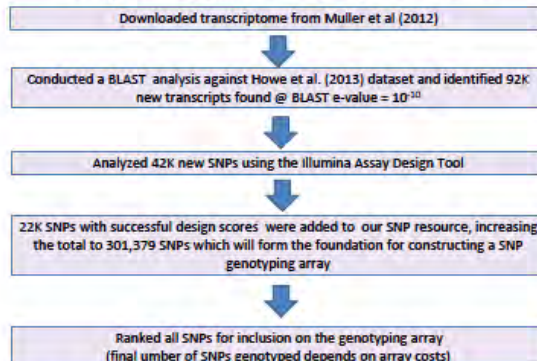 Downloaded transcriptome from Muller et al (2012)
Conducted a BLAST analysis against Howe et al. (2013) dataset and identified 92K
new transcripts found @ BLAST e-value = 10⁻¹⁰
Analyzed 42K new SNPs using the Illumina Assay Design Tool
22K SNPs with successful design scores were added to our SNP resource, increasing
the total to 301,379 SNPs which will form the foundation for constructing a SNP
genotyping array
Ranked all SNPs for inclusion on the genotyping array
(final umber of SNPs genotyped depends on array costs)